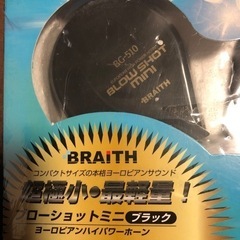 BG-510
BLOW SHOT
MINI
BRAITH
BRAITH
コンパクトサイズの本格ヨーロピアンサウンド
究極小・最軽量！
ブローショットミニ ブラック
ヨーロピアンハイパワーホーン